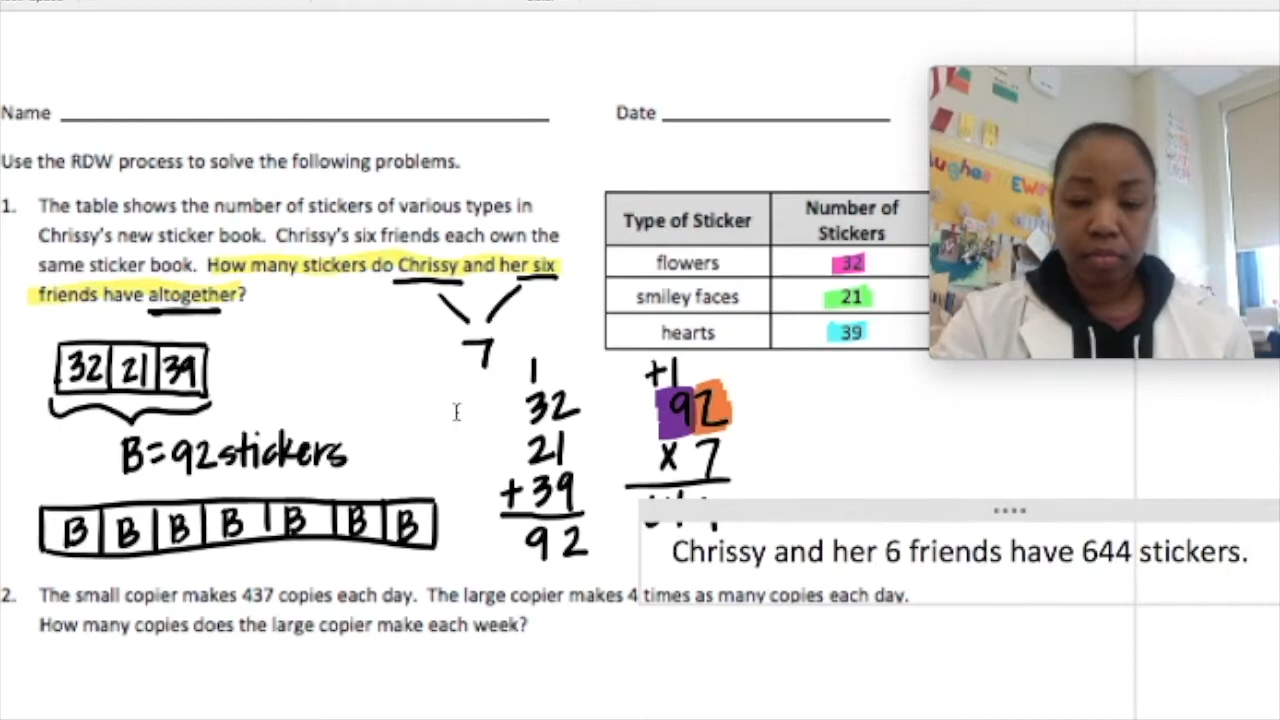 Name
Date
Use the RDW process to solve the following problems.
1. The table shows the number of stickers of various types in
Chrissy's new sticker book. Chrissy's six friends each own the
same sticker book. How many stickers do Chrissy and her six
friends have altogether?
Type of Sticker Number of
Stickers
flowers 32
smiley faces 21
hearts 39
7
32 21 39
B=92 stickers
B B B B B B B
1
32
21
+39
92
+1
92
x 7
Chrissy and her 6 friends have 644 stickers.
2. The small copier makes 437 copies each day. The large copier makes 4 times as many copies each day.
How many copies does the large copier make each week?